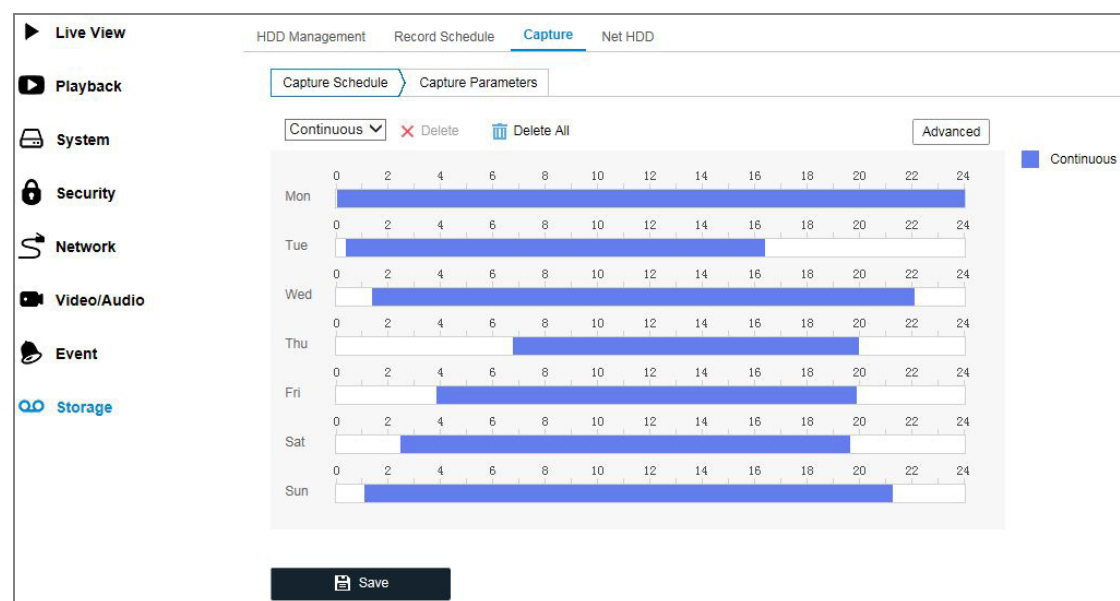 Live View
Playback
System
Security
Network
Video/Audio
Event
Storage
HDD Management Record Schedule Capture Net HDD
Capture Schedule Capture Parameters
Continuous Delete Delete All Advanced
Continuous
0 2 4 6 8 10 12 14 16 18 20 22 24
Mon
0 2 4 6 8 10 12 14 16 18 20 22 24
Tue
0 2 4 6 8 10 12 14 16 18 20 22 24
Wed
0 2 4 6 8 10 12 14 16 18 20 22 24
Thu
0 2 4 6 8 10 12 14 16 18 20 22 24
Fri
0 2 4 6 8 10 12 14 16 18 20 22 24
Sat
0 2 4 6 8 10 12 14 16 18 20 22 24
Sun
Save